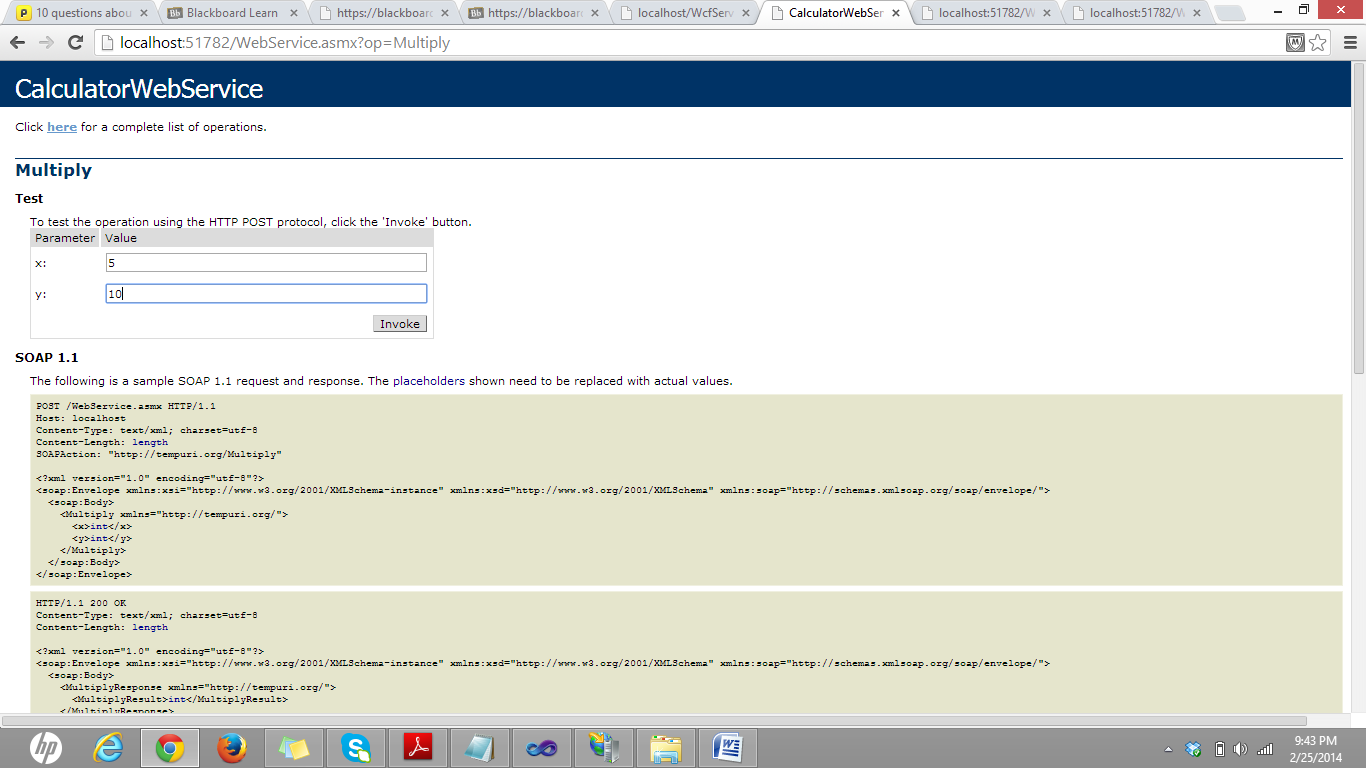 10 questions abou
Blackboard Learn
https://blackboard
https://blackboard
localhost/WcfServ
CalculatorWebSer
localhost:51782/W
localhost:51782/W
localhost:51782/WebService.asmx?op=Multiply
CalculatorWebService
Click here for a complete list of operations.
Multiply
Test
To test the operation using the HTTP POST protocol, click the 'Invoke' button.
Parameter Value
x: 5
y: 10
Invoke
SOAP 1.1
The following is a sample SOAP 1.1 request and response. The placeholders shown need to be replaced with actual values.
POST /WebService.asmx HTTP/1.1
Host: localhost
Content-Type: text/xml; charset=utf-8
Content-Length: length
SOAPAction: "http://tempuri.org/Multiply"
<?xml version="1.0" encoding="utf-8"?>
<soap:Envelope xmlns:xsi="http://www.w3.org/2001/XMLSchema-instance" xmlns:xsd="http://www.w3.org/2001/XMLSchema" xmlns:soap="http://schemas.xmlsoap.org/soap/envelope/">
<soap:Body>
<Multiply xmlns="http://tempuri.org/">
<x>int</x>
<y>int</y>
</Multiply>
</soap:Body>
</soap:Envelope>
HTTP/1.1 200 OK
Content-Type: text/xml; charset=utf-8
Content-Length: length
<?xml version="1.0" encoding="utf-8"?>
<soap:Envelope xmlns:xsi="http://www.w3.org/2001/XMLSchema-instance" xmlns:xsd="http://www.w3.org/2001/XMLSchema" xmlns:soap="http://schemas.xmlsoap.org/soap/envelope/">
<soap:Body>
<MultiplyResponse xmlns="http://tempuri.org/">
<MultiplyResult>int</MultiplyResult>
</MultiplyResponse>
hp
9:43 PM
2/25/2014